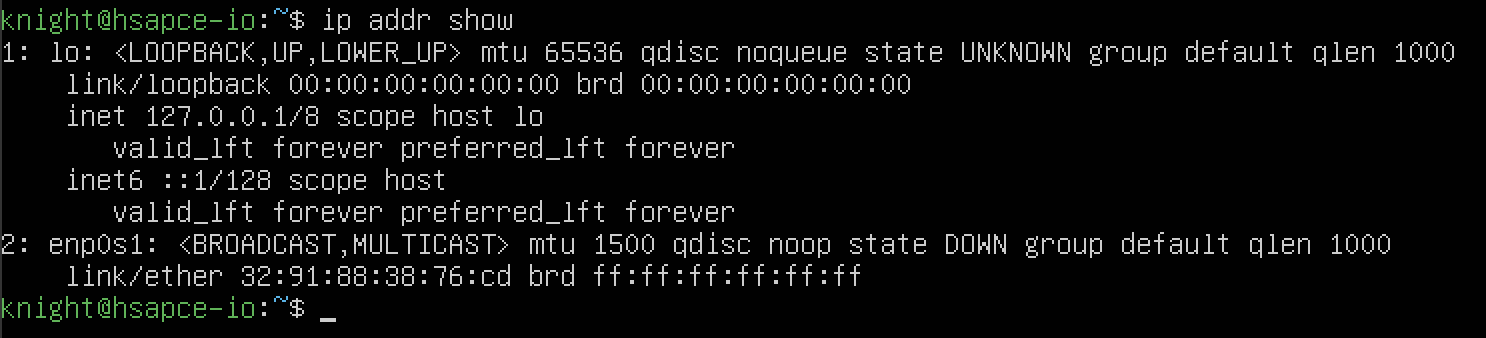 knight@hsapce-io:~$ ip addr show
1: lo: <LOOPBACK,UP,LOWER_UP> mtu 65536 qdisc noqueue state UNKNOWN group default qlen 1000
    link/loopback 00:00:00:00:00:00 brd 00:00:00:00:00:00
    inet 127.0.0.1/8 scope host lo
       valid_lft forever preferred_lft forever
    inet6 ::1/128 scope host
       valid_lft forever preferred_lft forever
2: enp0s1: <BROADCAST,MULTICAST> mtu 1500 qdisc noop state DOWN group default qlen 1000
    link/ether 32:91:88:38:76:cd brd ff:ff:ff:ff:ff:ff
knight@hsapce-io:~$ _